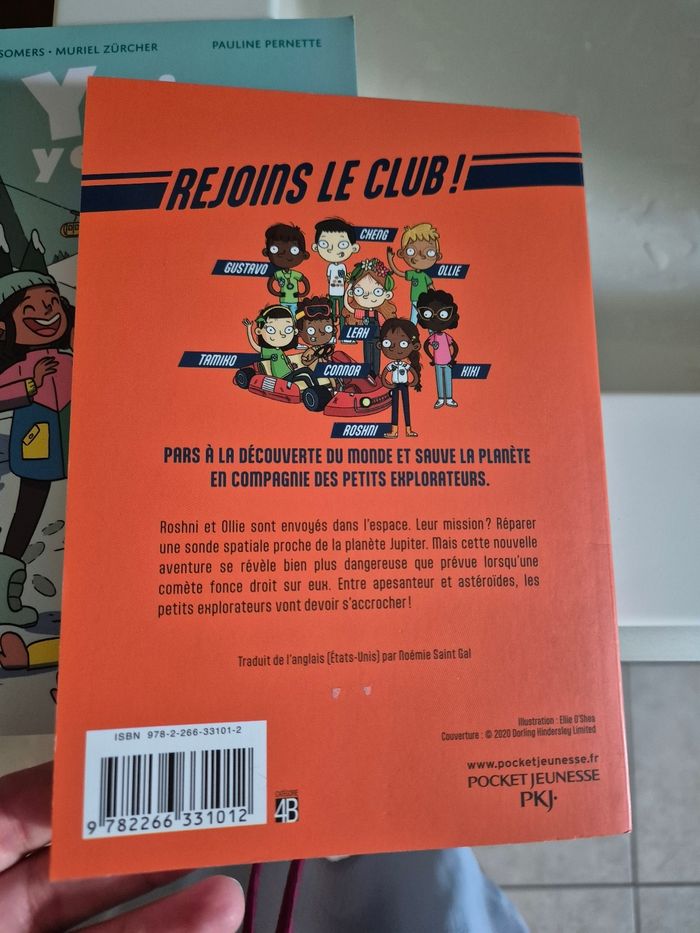 SOMERS • MURIEL ZÜRCHER
PAULINE PERNETTE
REJOINS LE CLUB !
CHENG
GUSTAVO
OLLIE
LEAH
TAMIKO
CONNOR
KIKI
ROSHNI
PARS À LA DÉCOUVERTE DU MONDE ET SAUVE LA PLANÈTE
EN COMPAGNIE DES PETITS EXPLORATEURS.
Roshni et Ollie sont envoyés dans l'espace. Leur mission ? Réparer
une sonde spatiale proche de la planète Jupiter. Mais cette nouvelle
aventure se révèle bien plus dangereuse que prévue lorsqu'une
comète fonce droit sur eux. Entre apesanteur et astéroïdes, les
petits explorateurs vont devoir s'accrocher !
Traduit de l'anglais (États-Unis) par Noémie Saint Gal
Illustration : Ellie O'Shea
Couverture : © 2020 Dorling Hindersley Limited
www.pocketjeunesse.fr
POCKET JEUNESSE
PKJ·
ISBN 978-2-266-33101-2
9 782266 331012
CATÉGORIE
4B